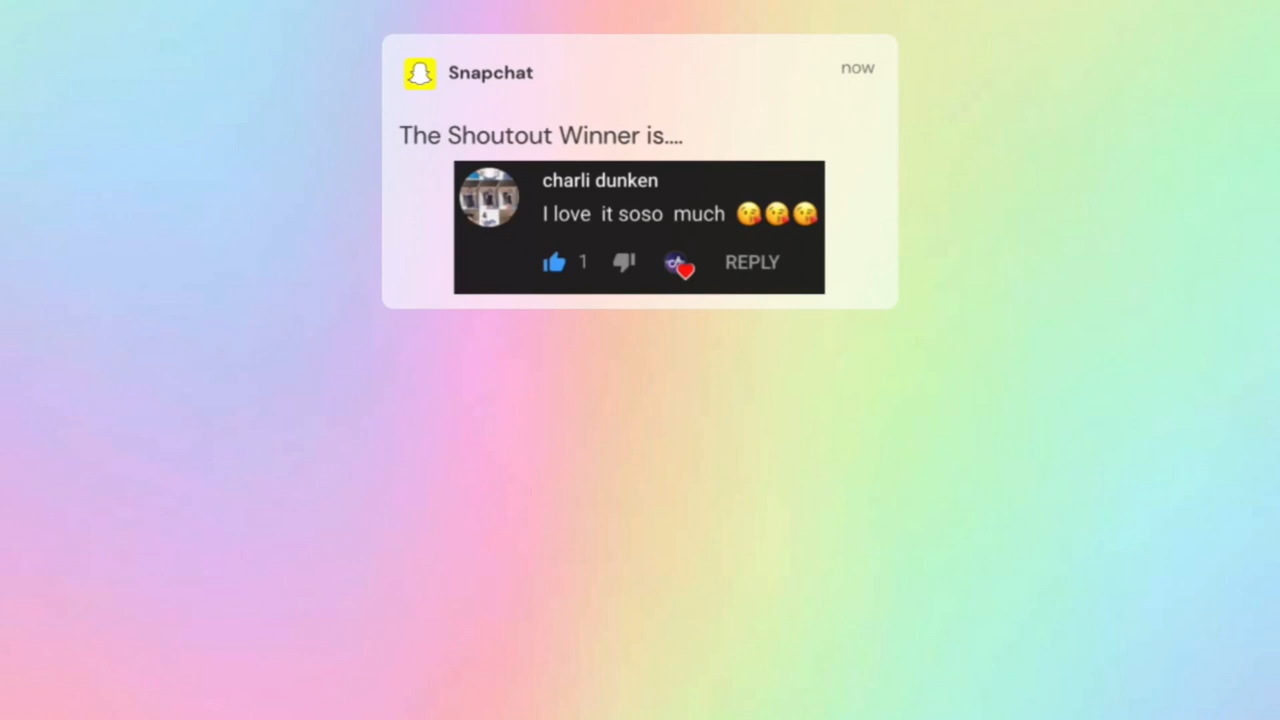 Snapchat
now
The Shoutout Winner is....
charli dunken
I love it soso much 😘😘😘
1
REPLY